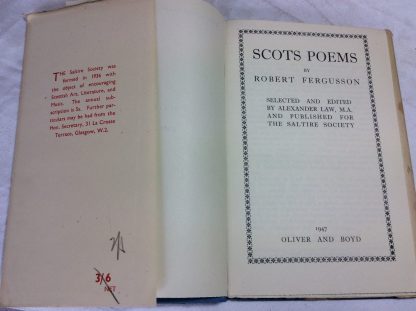 THE Saltire Society was
formed in 1936 with
the object of encouraging
Scottish Art, Literature, and
Music. The annual sub-
scription is 5s. Further par-
ticulars may be had from the
Hon. Secretary, 31 La Crosse
Terrace, Glasgow, W.2.
3/6
NET
SCOTS POEMS
BY
ROBERT FERGUSSON
SELECTED AND EDITED
BY ALEXANDER LAW, M.A.
AND PUBLISHED FOR
THE SALTIRE SOCIETY
1947
OLIVER AND BOYD